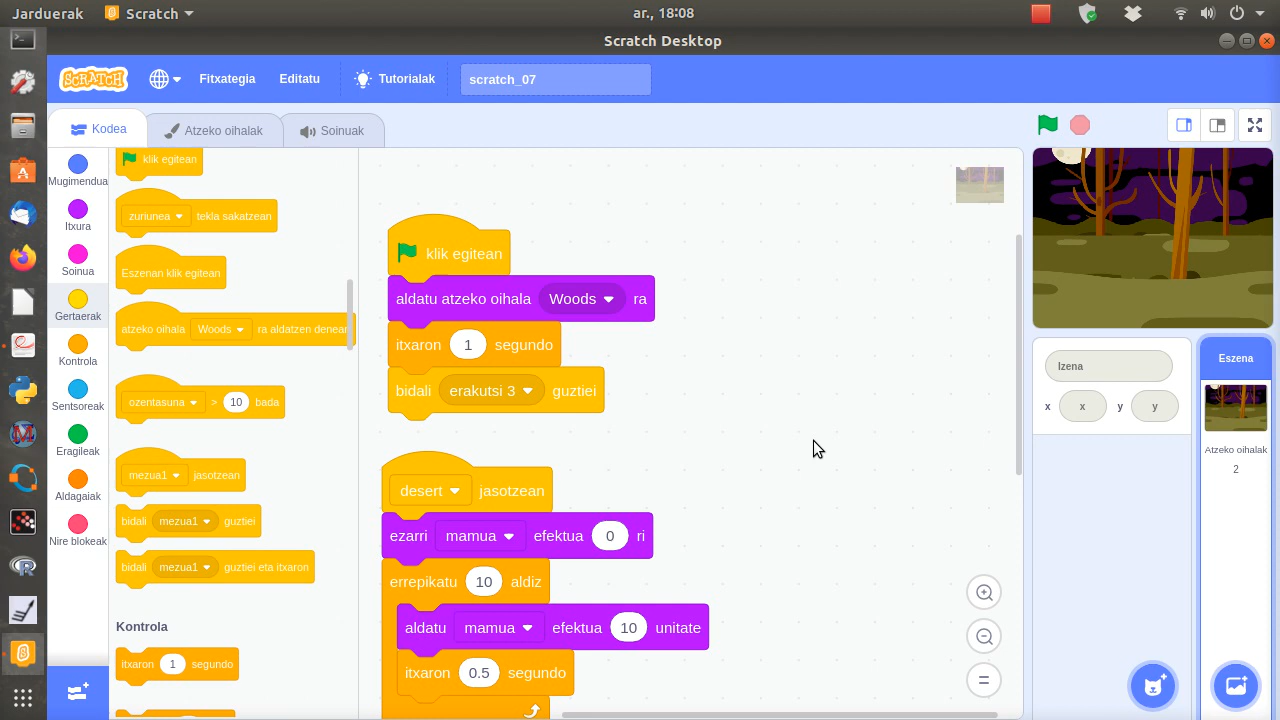 Jarduerak Scratch ar., 18:08
Scratch Desktop
SCRATCH Fitxategia Editatu Tutorialak scratch_07
Kodea Atzeko oihalak Soinuak
Mugimendua
Itxura
Soinua
Gertaerak
Kontrola
Sentsoreak
Eragileak
Aldagaiak
Nire blokeak
klik egitean
zuriunea tekla sakatzean
Eszenan klik egitean
atzeko oihala Woods ra aldatzen denean
ozentasuna > 10 bada
mezua1 jasotzean
bidali mezua1 guztiei
bidali mezua1 guztiei eta itxaron
Kontrola
itxaron 1 segundo
klik egitean
aldatu atzeko oihala Woods ra
itxaron 1 segundo
bidali erakutsi 3 guztiei
desert jasotzean
ezarri mamua efektua 0 ri
errepikatu 10 aldiz
aldatu mamua efektua 10 unitate
itxaron 0.5 segundo
Izena
x x y y
Eszena
Atzeko oihalak
2